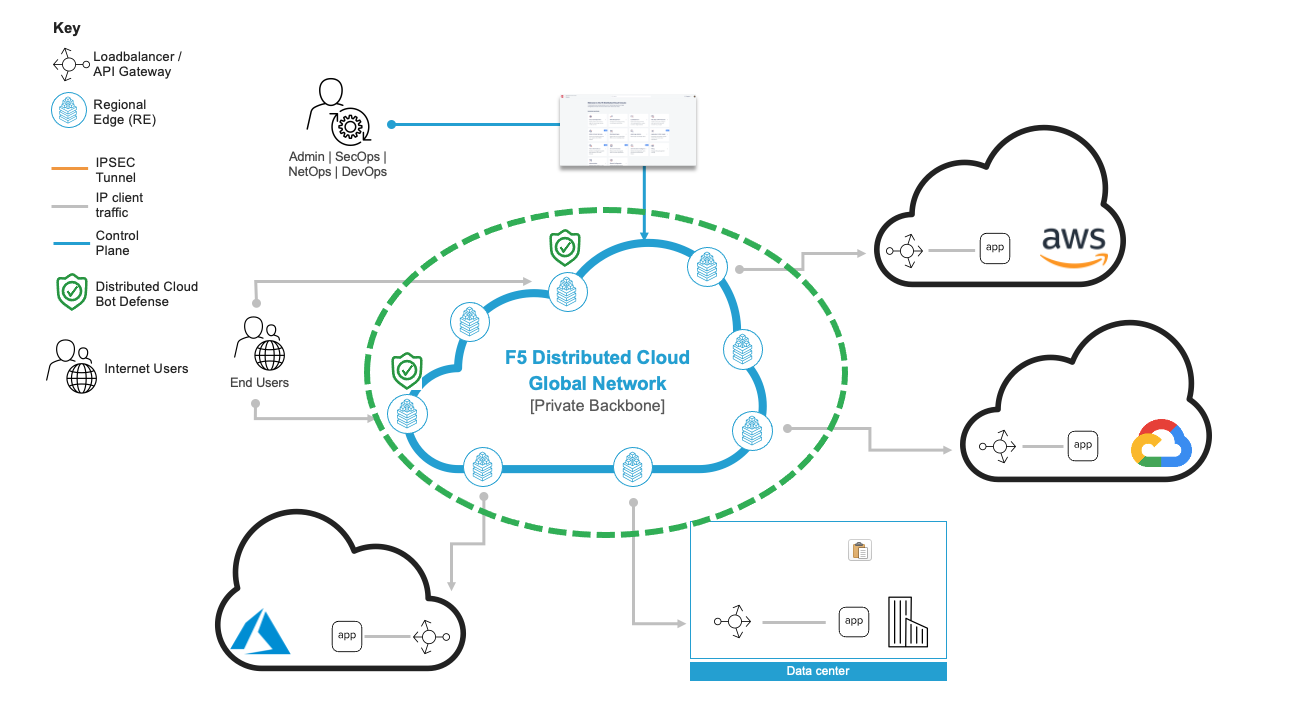 Key
Loadbalancer /
API Gateway
Regional
Edge (RE)
IPSEC
Tunnel
IP client
traffic
Control
Plane
Distributed Cloud
Bot Defense
Internet Users
Admin | SecOps |
NetOps | DevOps
End Users
F5 Distributed Cloud
Global Network
[Private Backbone]
app
aws
app
app
app
Data center